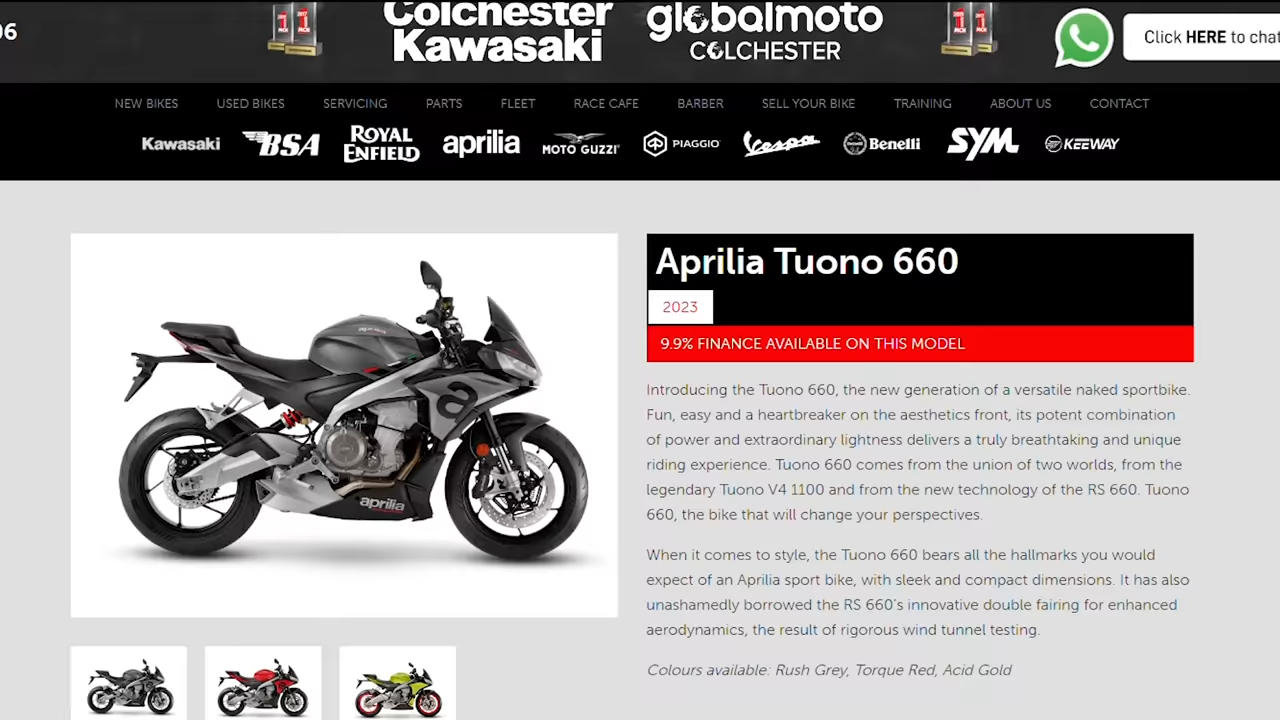 96
Colchester
Kawasaki
globalmoto
COLCHESTER
Click HERE to chat
NEW BIKES USED BIKES SERVICING PARTS FLEET RACE CAFE BARBER SELL YOUR BIKE TRAINING ABOUT US CONTACT
Kawasaki BSA ROYAL ENFIELD aprilia MOTO GUZZI PIAGGIO Vespa Benelli SYM KEEWAY
Aprilia Tuono 660
2023
9.9% FINANCE AVAILABLE ON THIS MODEL
Introducing the Tuono 660, the new generation of a versatile naked sportbike.
Fun, easy and a heartbreaker on the aesthetics front, its potent combination
of power and extraordinary lightness delivers a truly breathtaking and unique
riding experience. Tuono 660 comes from the union of two worlds, from the
legendary Tuono V4 1100 and from the new technology of the RS 660. Tuono
660, the bike that will change your perspectives.
When it comes to style, the Tuono 660 bears all the hallmarks you would
expect of an Aprilia sport bike, with sleek and compact dimensions. It has also
unashamedly borrowed the RS 660's innovative double fairing for enhanced
aerodynamics, the result of rigorous wind tunnel testing.
Colours available: Rush Grey, Torque Red, Acid Gold
a
aprilia